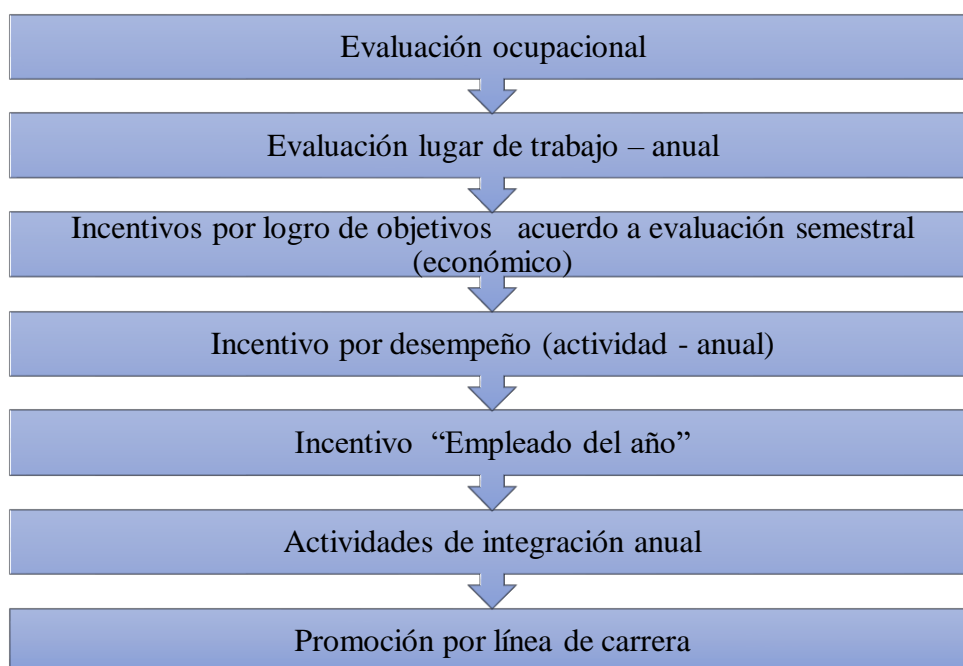 Evaluación ocupacional
Evaluación lugar de trabajo – anual
Incentivos por logro de objetivos acuerdo a evaluación semestral
(económico)
Incentivo por desempeño (actividad - anual)
Incentivo “Empleado del año”
Actividades de integración anual
Promoción por línea de carrera